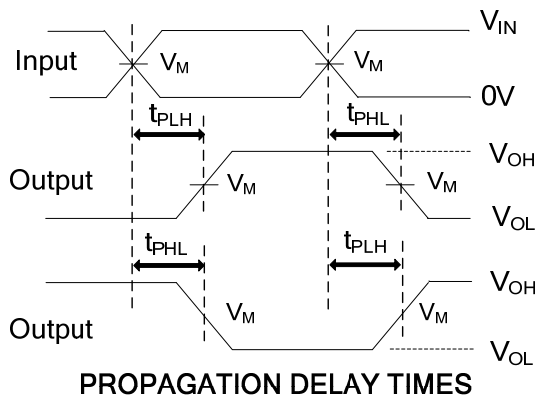 V_IN
Input V_M V_M
0V
t_PLH t_PHL
V_OH
Output V_M V_M
V_OL
t_PHL t_PLH
V_OH
Output V_M V_M
V_OL
PROPAGATION DELAY TIMES